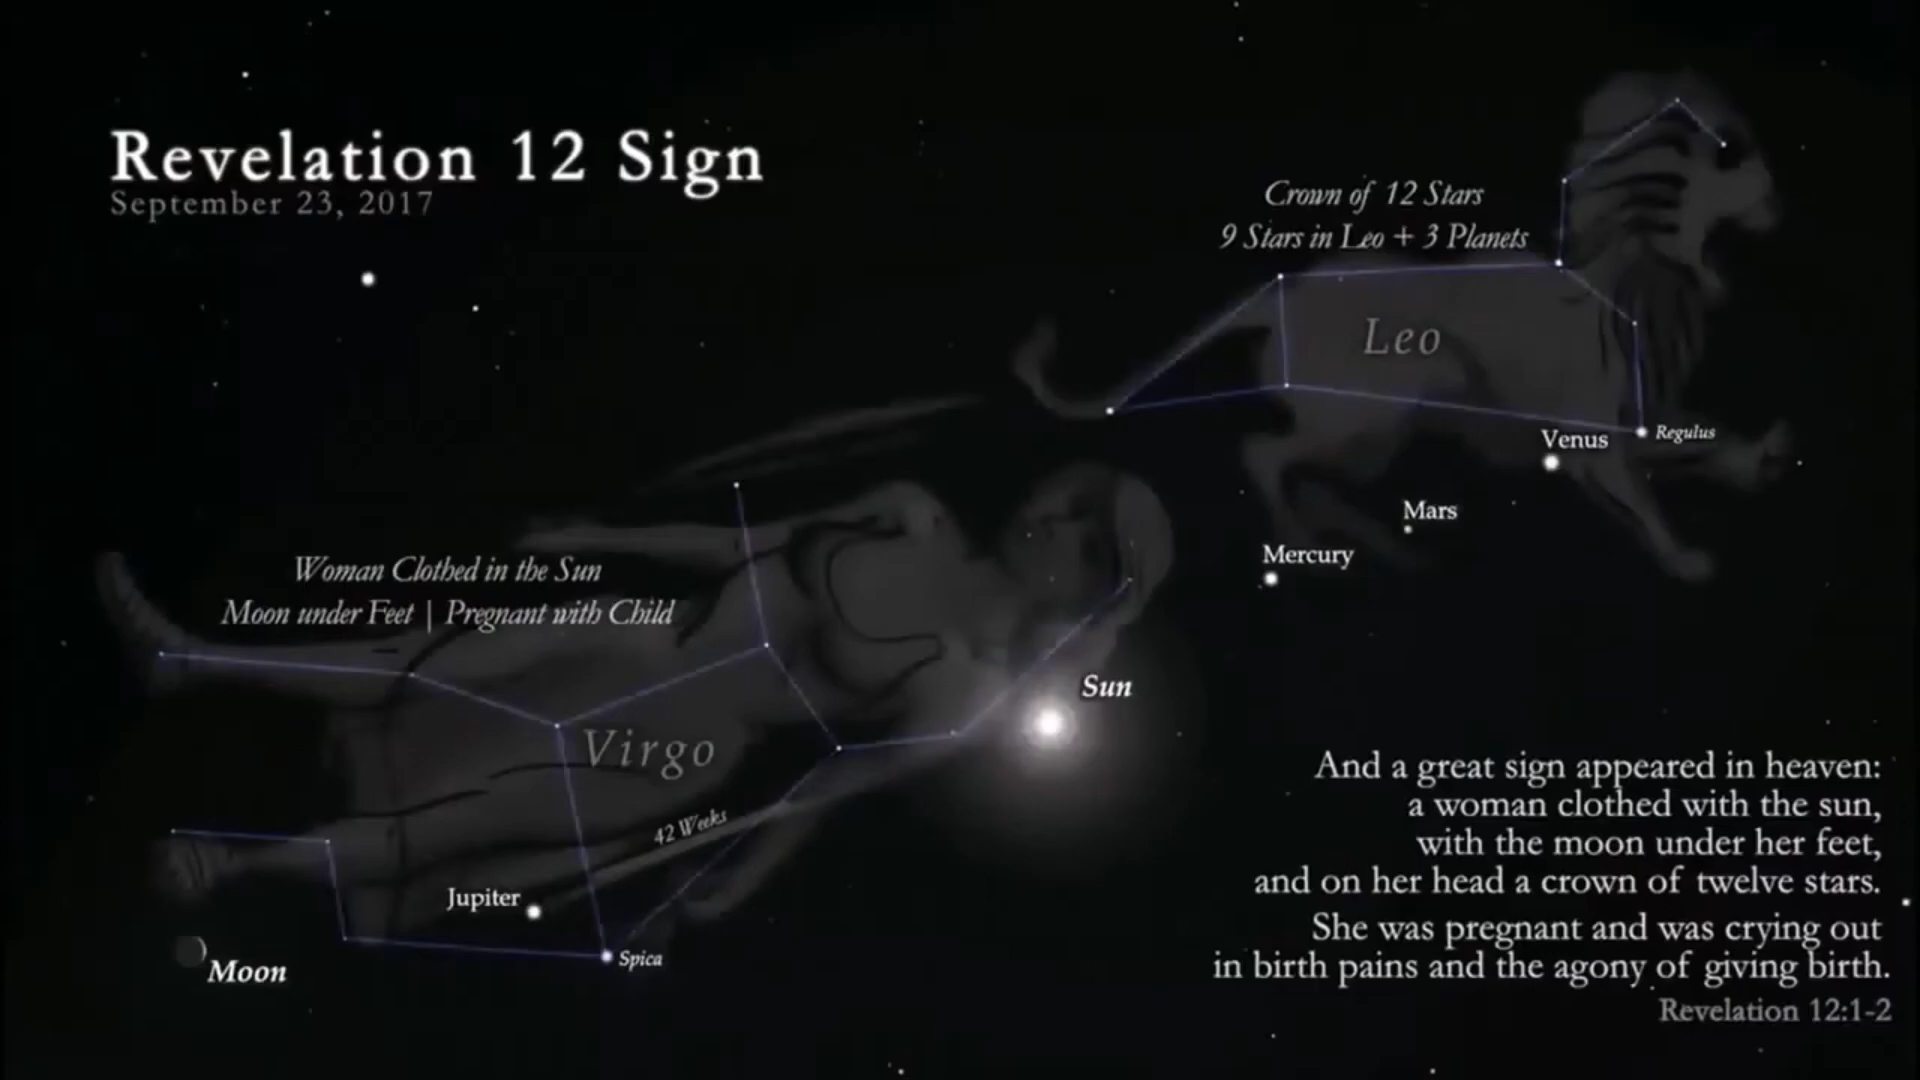 Revelation 12 Sign
September 23, 2017
Crown of 12 Stars
9 Stars in Leo + 3 Planets
Leo
Venus
Regulus
Mars
Mercury
Woman Clothed in the Sun
Moon under Feet | Pregnant with Child
Sun
Virgo
42 Weeks
Jupiter
Spica
Moon
And a great sign appeared in heaven:
a woman clothed with the sun,
with the moon under her feet,
and on her head a crown of twelve stars.
She was pregnant and was crying out
in birth pains and the agony of giving birth.
Revelation 12:1-2